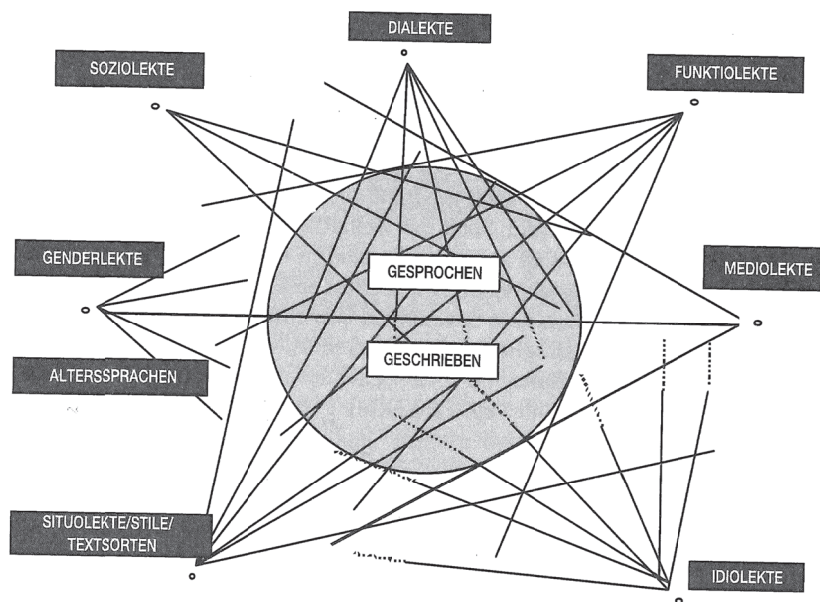 DIALEKTE
SOZIOLEKTE
FUNKTIOLEKTE
GENDERLEKTE
GESPROCHEN
MEDIOLEKTE
GESCHRIEBEN
ALTERSSPRACHEN
SITUOLEKTE/STILE/
TEXTSORTEN
IDIOLEKTE